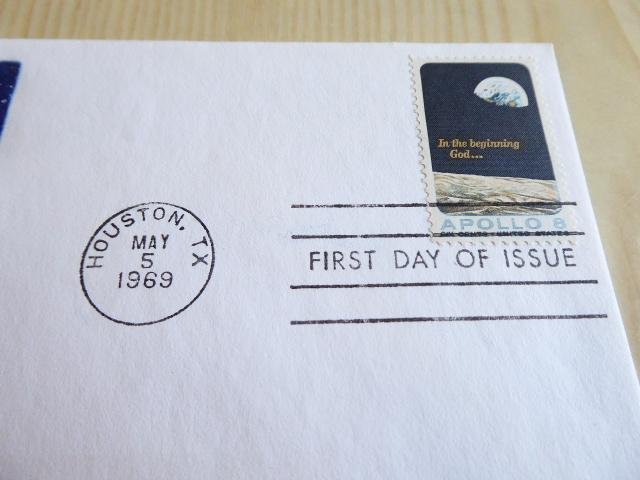 In the beginning
God...
APOLLO 8
HOUSTON, TX
MAY
5
1969
FIRST DAY OF ISSUE